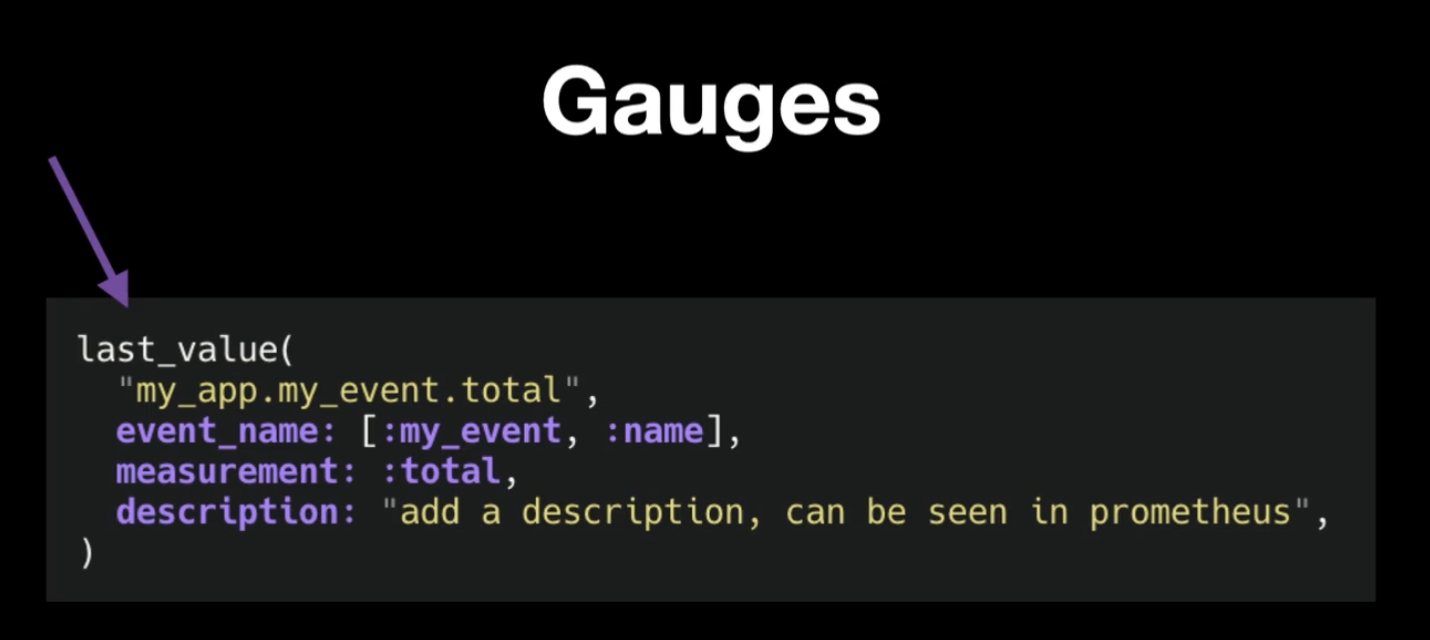 Gauges
last_value(
"my_app.my_event.total",
event_name: [:my_event, :name],
measurement: :total,
description: "add a description, can be seen in prometheus",
)